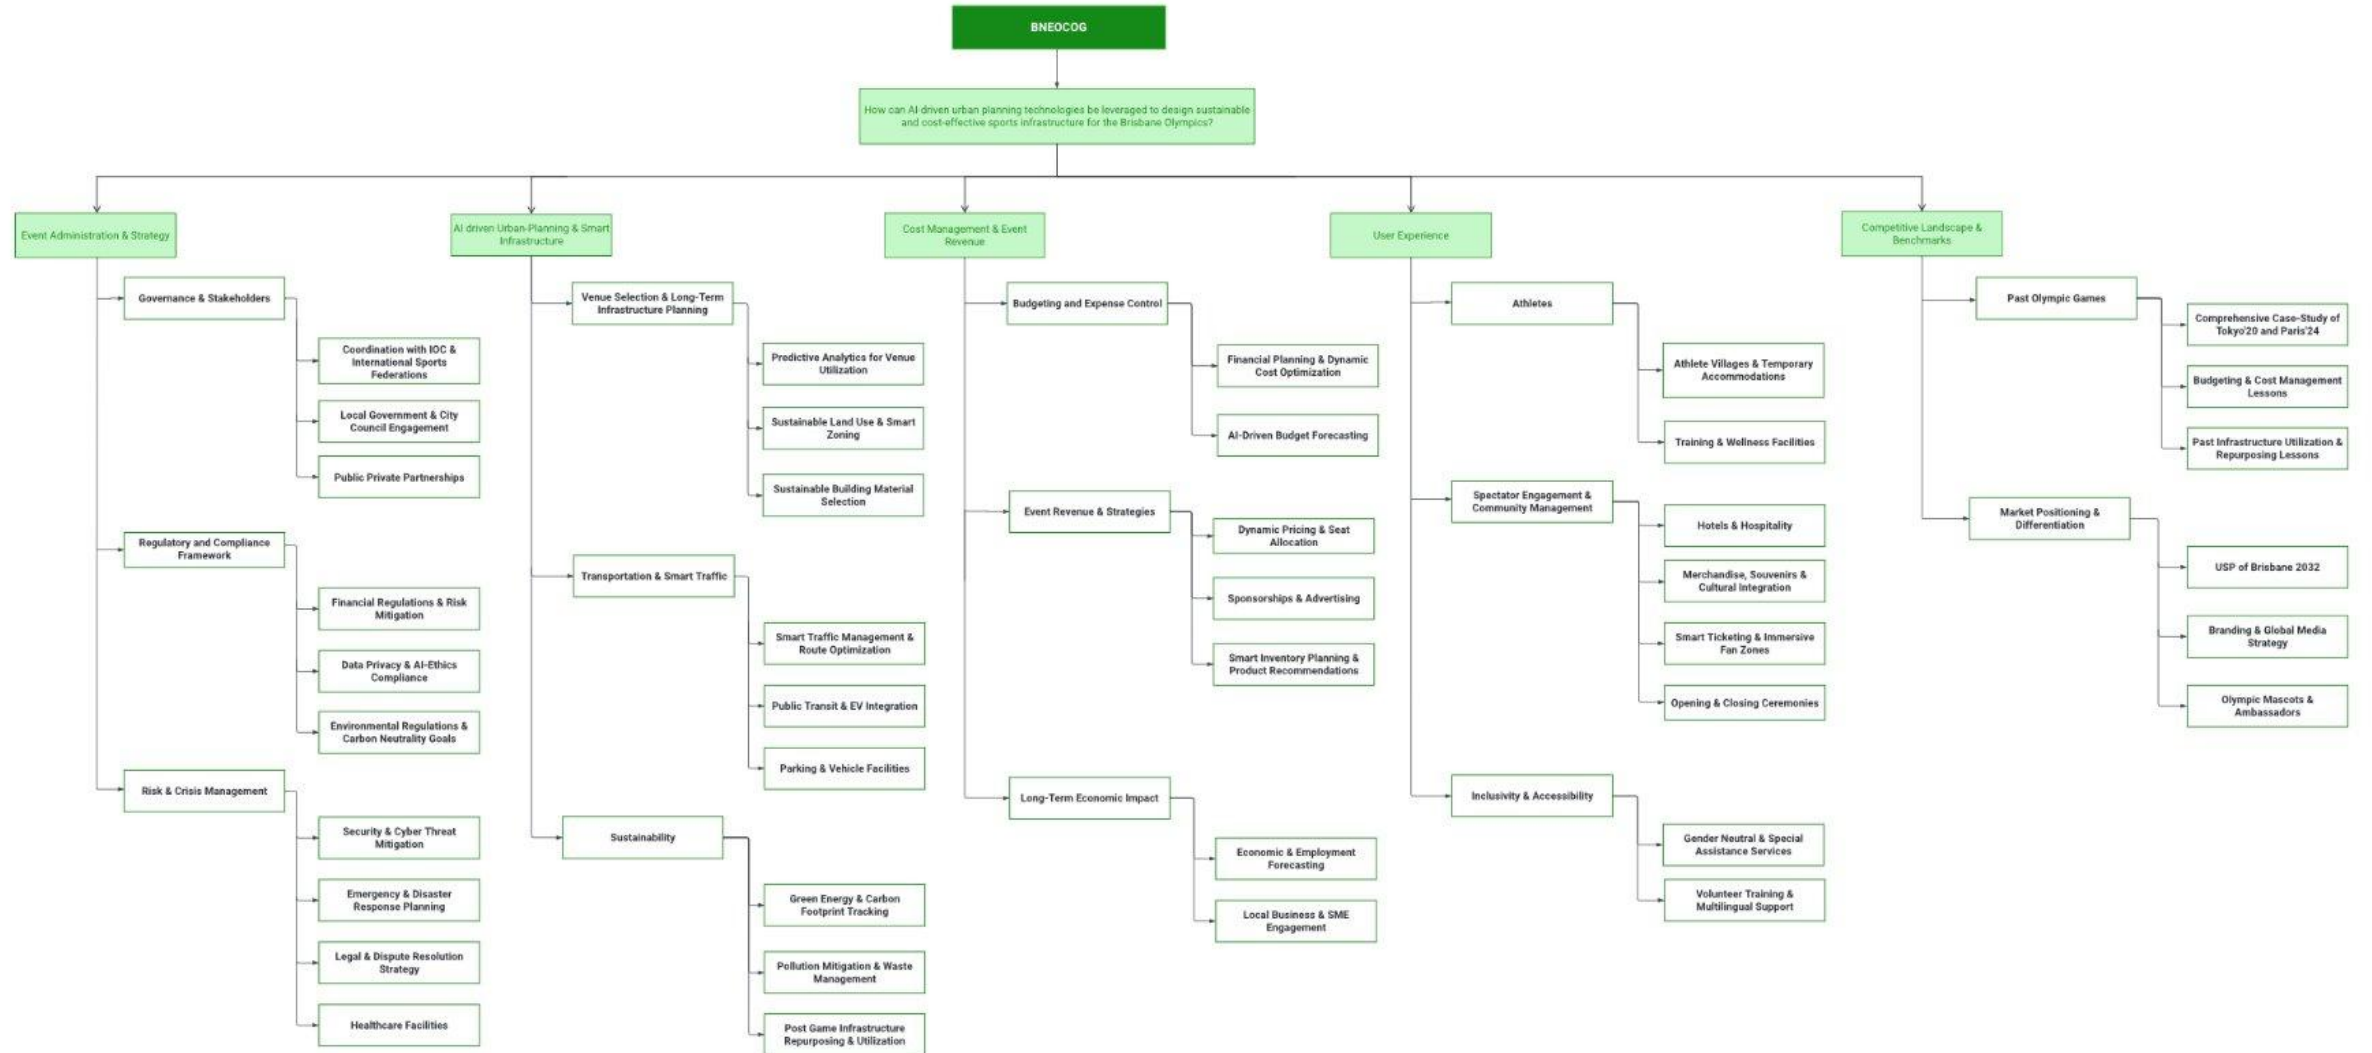 BNEOCOG
How can AI driven urban planning technologies be leveraged to design sustainable
and cost-effective sports infrastructure for the Brisbane Olympics?
Event Administration & Strategy
Governance & Stakeholders
Coordination with IOC &
International Sports
Federations
Local Government & City
Council Engagement
Public Private Partnerships
Regulatory and Compliance
Framework
Financial Regulations & Risk
Mitigation
Data Privacy & AI-Ethics
Compliance
Environmental Regulations &
Carbon Neutrality Goals
Risk & Crisis Management
Security & Cyber Threat
Mitigation
Emergency & Disaster
Response Planning
Legal & Dispute Resolution
Strategy
Healthcare Facilities
AI driven Urban-Planning & Smart
Infrastructure
Venue Selection & Long-Term
Infrastructure Planning
Predictive Analytics for Venue
Utilization
Sustainable Land Use & Smart
Zoning
Sustainable Building Material
Selection
Transportation & Smart Traffic
Smart Traffic Management &
Route Optimization
Public Transit & EV Integration
Parking & Vehicle Facilities
Sustainability
Green Energy & Carbon
Footprint Tracking
Pollution Mitigation & Waste
Management
Post Game Infrastructure
Repurposing & Utilization
Cost Management & Event
Revenue
Budgeting and Expense Control
Financial Planning & Dynamic
Cost Optimization
AI-Driven Budget Forecasting
Event Revenue & Strategies
Dynamic Pricing & Seat
Allocation
Sponsorships & Advertising
Smart Inventory Planning &
Product Recommendations
Long-Term Economic Impact
Economic & Employment
Forecasting
Local Business & SME
Engagement
User Experience
Athletes
Athlete Villages & Temporary
Accommodations
Training & Wellness Facilities
Spectator Engagement &
Community Management
Hotels & Hospitality
Merchandise, Souvenirs &
Cultural Integration
Smart Ticketing & Immersive
Fan Zones
Opening & Closing Ceremonies
Inclusivity & Accessibility
Gender Neutral & Special
Assistance Services
Volunteer Training &
Multilingual Support
Competitive Landscape &
Benchmarks
Past Olympic Games
Comprehensive Case-Study of
Tokyo'20 and Paris'24
Budgeting & Cost Management
Lessons
Past Infrastructure Utilization &
Repurposing Lessons
Market Positioning &
Differentiation
USP of Brisbane 2032
Branding & Global Media
Strategy
Olympic Mascots &
Ambassadors